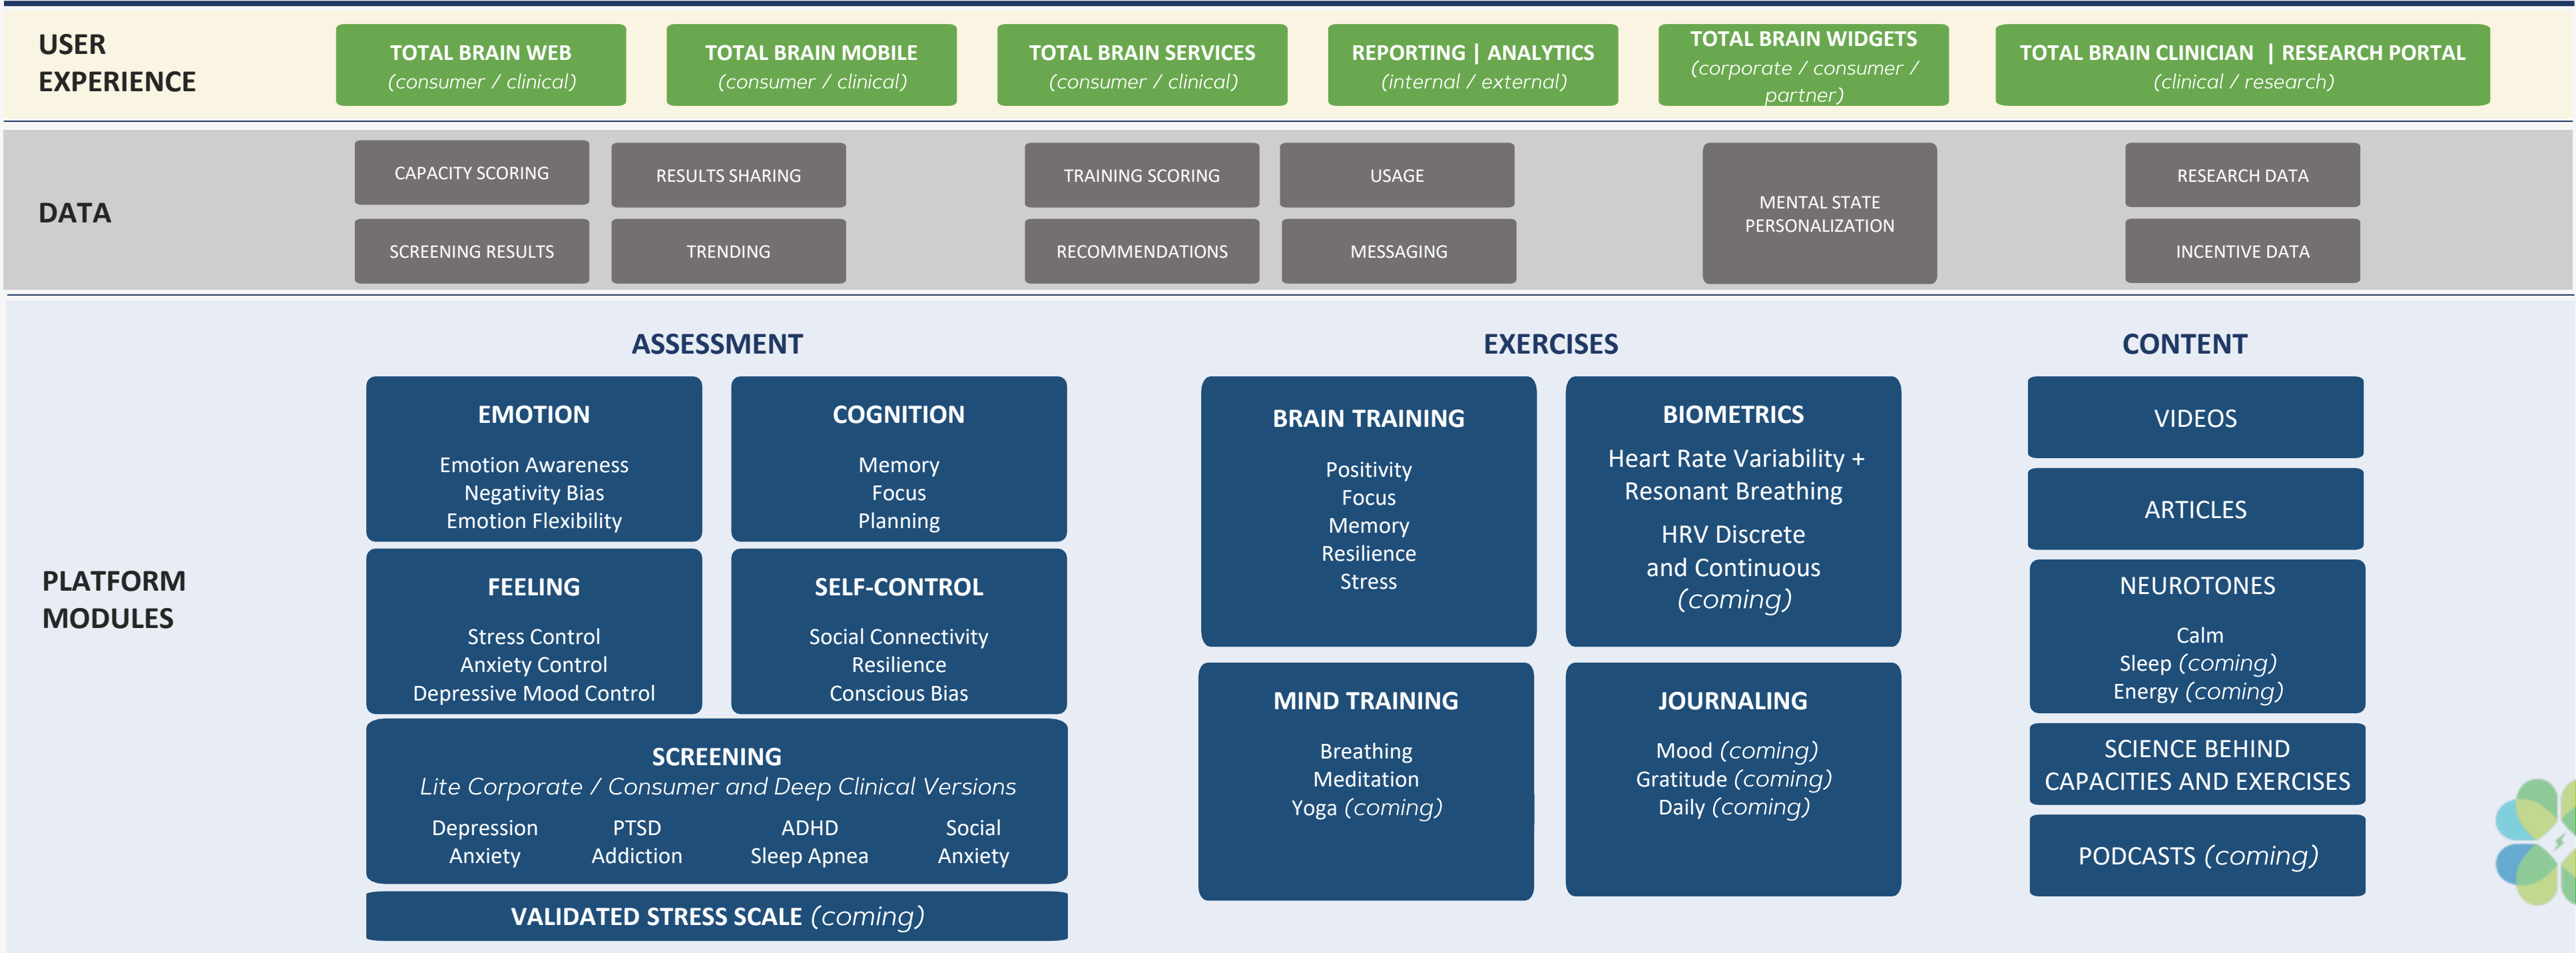 USER
EXPERIENCE
TOTAL BRAIN WEB
(consumer / clinical)
TOTAL BRAIN MOBILE
(consumer / clinical)
TOTAL BRAIN SERVICES
(consumer / clinical)
REPORTING | ANALYTICS
(internal / external)
TOTAL BRAIN WIDGETS
(corporate / consumer /
partner)
TOTAL BRAIN CLINICIAN | RESEARCH PORTAL
(clinical / research)
DATA
CAPACITY SCORING
RESULTS SHARING
TRAINING SCORING
USAGE
MENTAL STATE
PERSONALIZATION
RESEARCH DATA
SCREENING RESULTS
TRENDING
RECOMMENDATIONS
MESSAGING
INCENTIVE DATA
PLATFORM
MODULES
ASSESSMENT
EMOTION
Emotion Awareness
Negativity Bias
Emotion Flexibility
COGNITION
Memory
Focus
Planning
FEELING
Stress Control
Anxiety Control
Depressive Mood Control
SELF-CONTROL
Social Connectivity
Resilience
Conscious Bias
SCREENING
Lite Corporate / Consumer and Deep Clinical Versions
Depression
Anxiety
PTSD
Addiction
ADHD
Sleep Apnea
Social
Anxiety
VALIDATED STRESS SCALE (coming)
EXERCISES
BRAIN TRAINING
Positivity
Focus
Memory
Resilience
Stress
BIOMETRICS
Heart Rate Variability +
Resonant Breathing
HRV Discrete
and Continuous
(coming)
MIND TRAINING
Breathing
Meditation
Yoga (coming)
JOURNALING
Mood (coming)
Gratitude (coming)
Daily (coming)
CONTENT
VIDEOS
ARTICLES
NEUROTONES
Calm
Sleep (coming)
Energy (coming)
SCIENCE BEHIND
CAPACITIES AND EXERCISES
PODCASTS (coming)